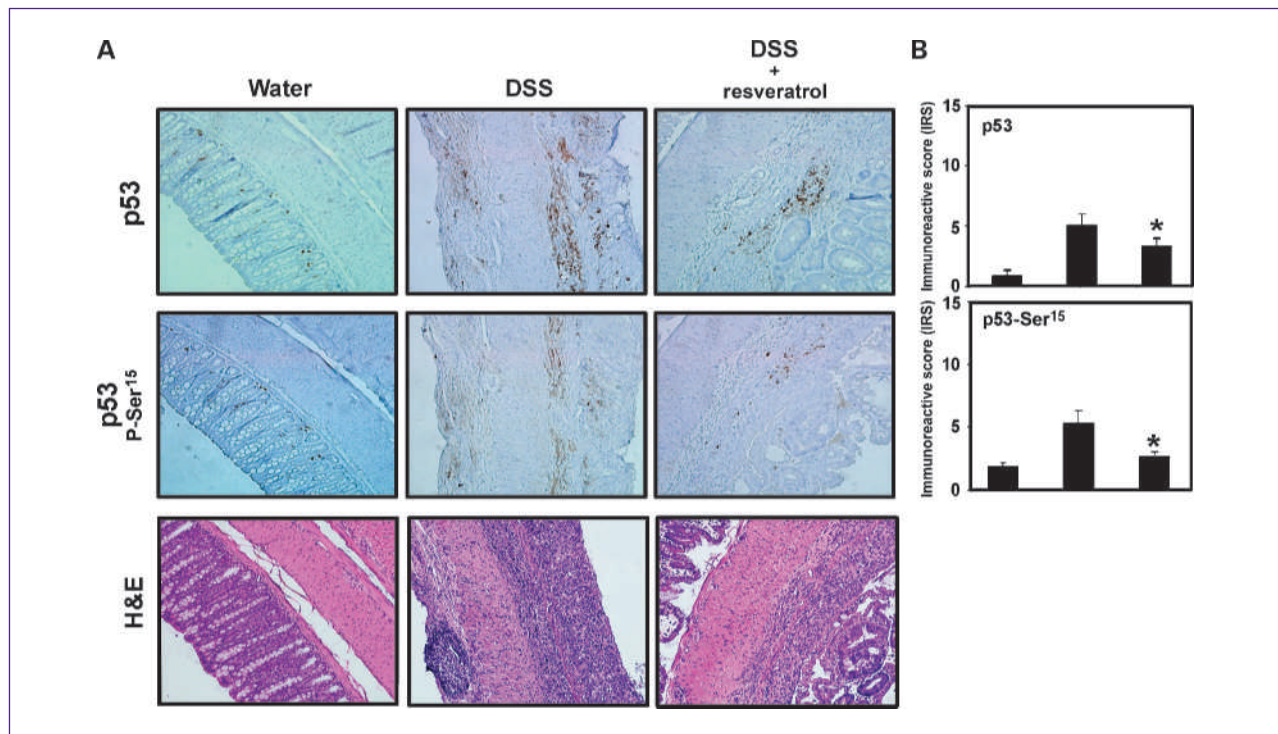 A
Water
DSS
DSS
+
resveratrol
p53
p53
P-Ser15
H&E
B
Immunoreactive score (IRS)
15
10
5
0
p53
*
Immunoreactive score (IRS)
15
10
5
0
p53-Ser15
*